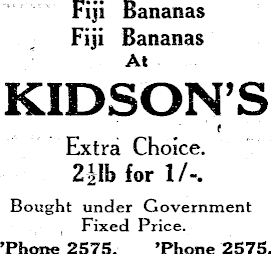 Fiji Bananas
Fiji Bananas
At
KIDSON'S
Extra Choice.
2½lb for 1/-.
Bought under Government
Fixed Price.
'Phone 2575. 'Phone 2575.